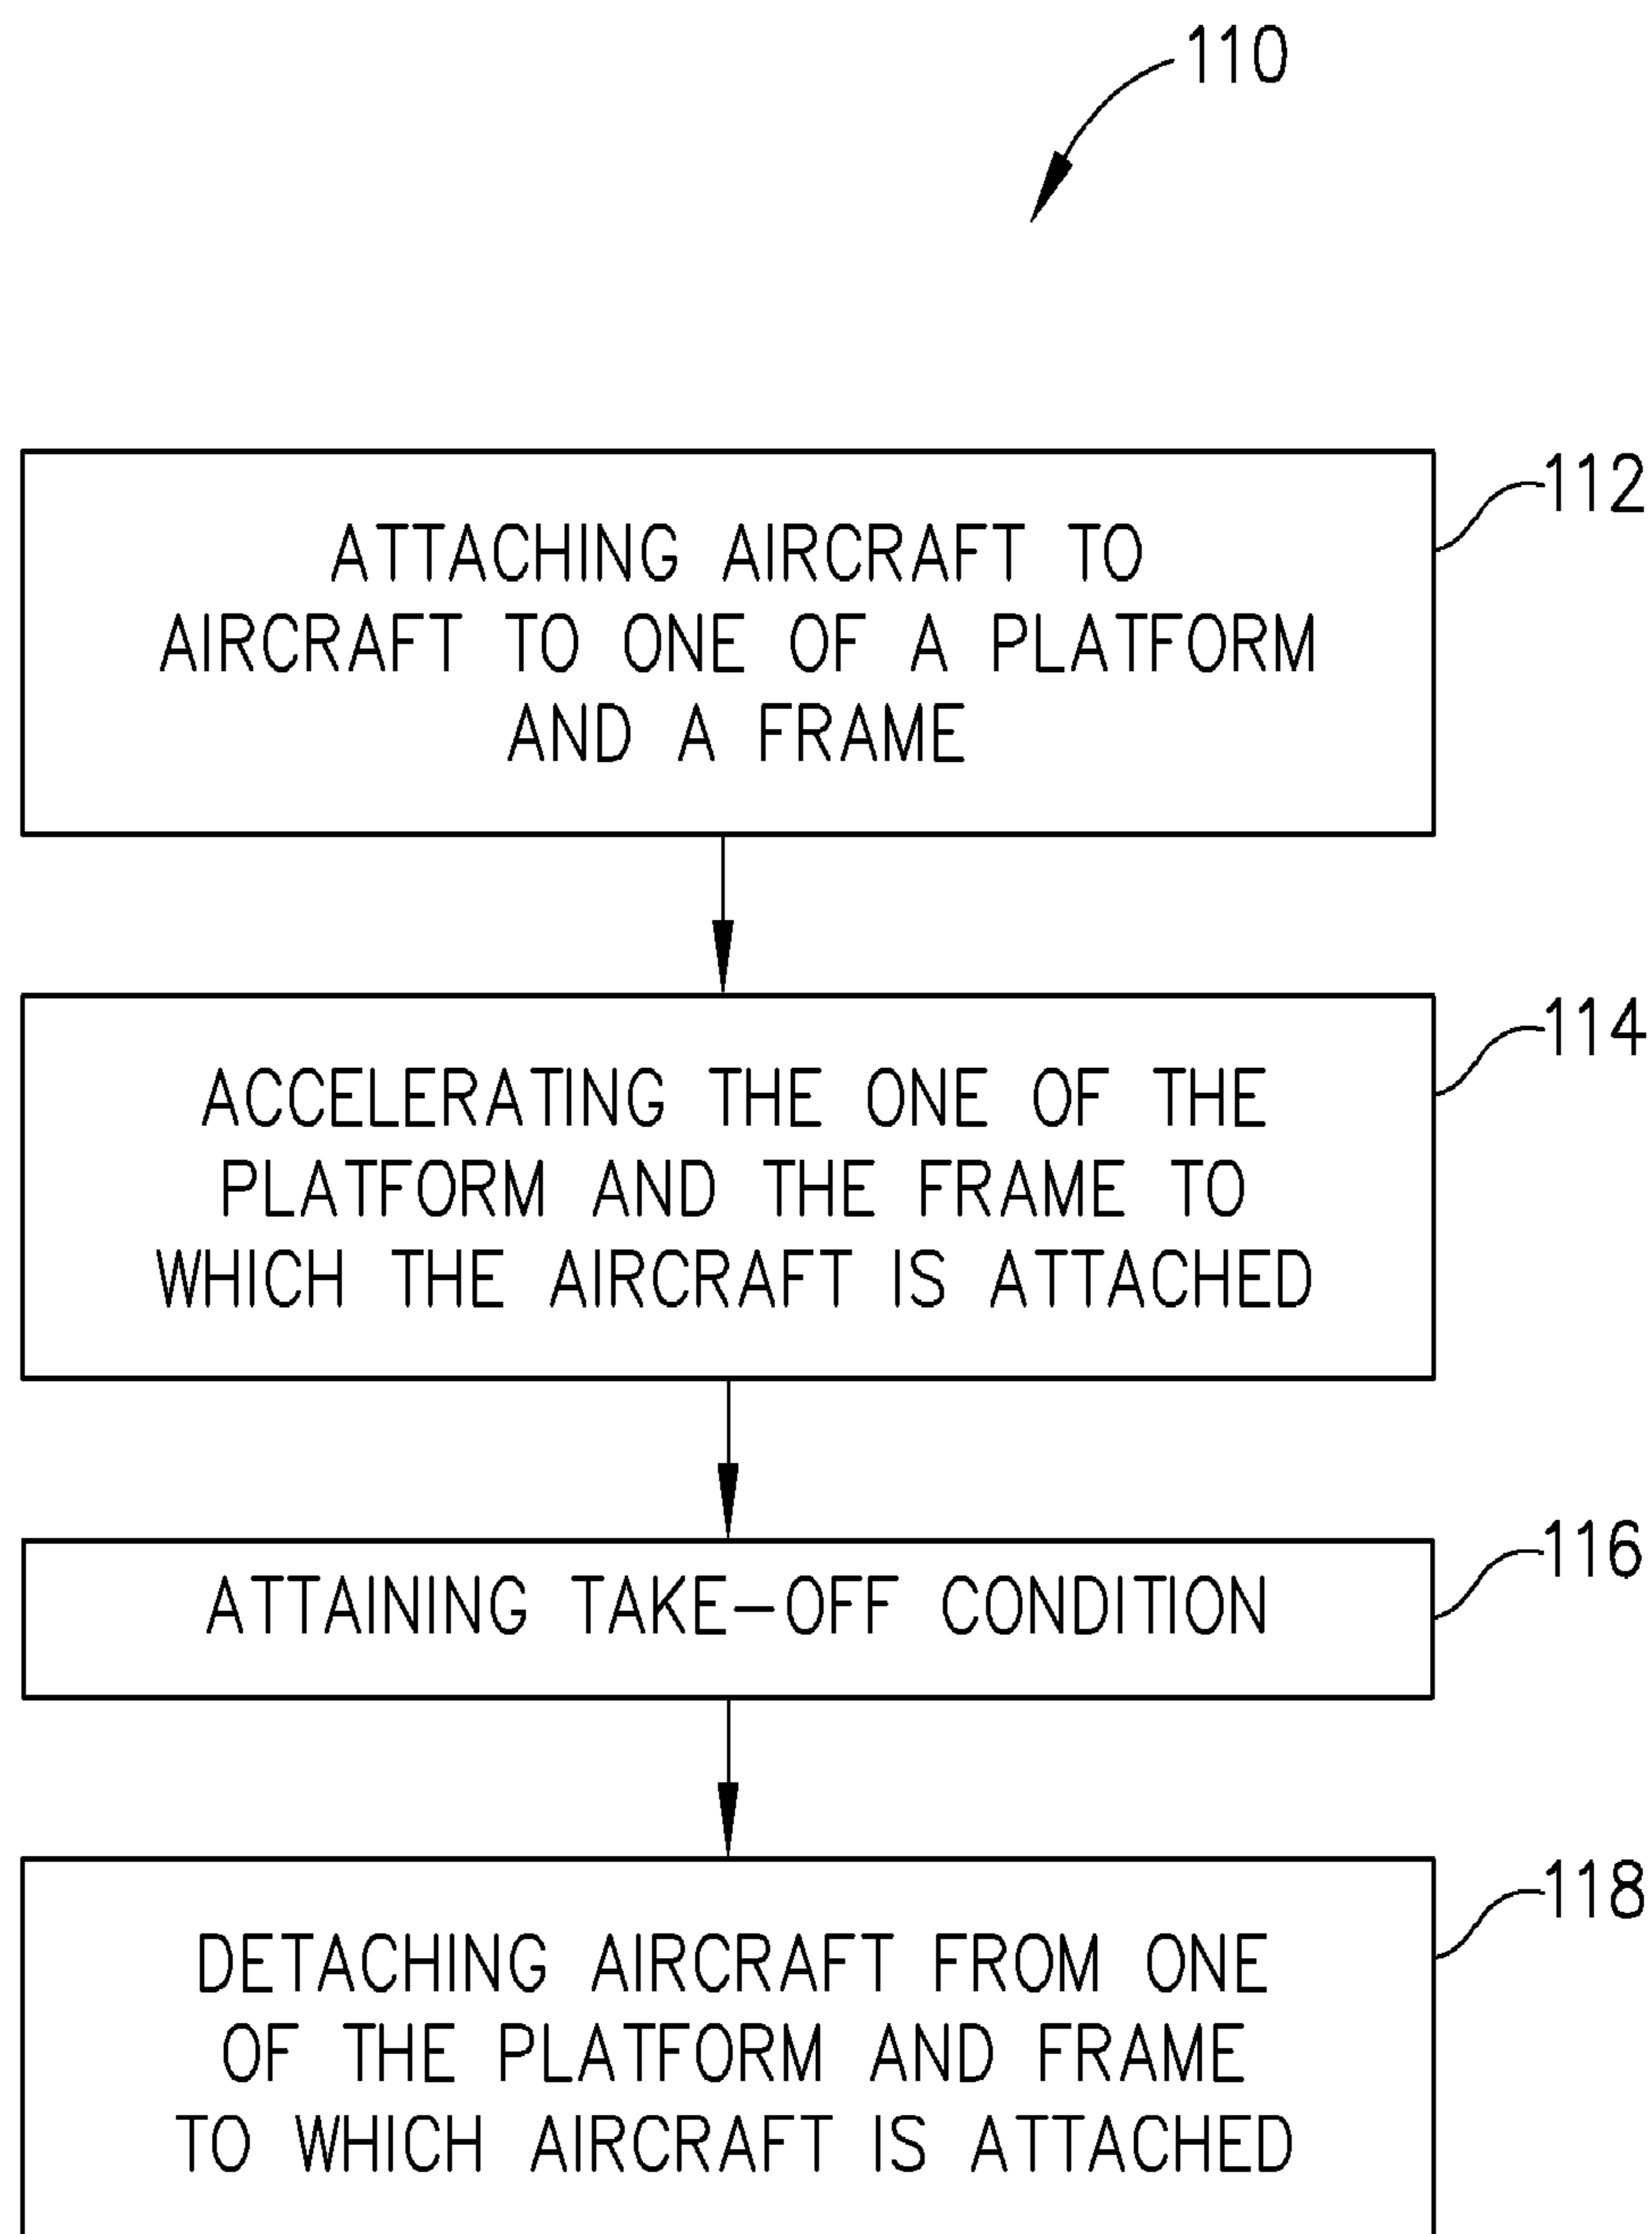 110
112
ATTACHING AIRCRAFT TO
AIRCRAFT TO ONE OF A PLATFORM
AND A FRAME
114
ACCELERATING THE ONE OF THE
PLATFORM AND THE FRAME TO
WHICH THE AIRCRAFT IS ATTACHED
116
ATTAINING TAKE-OFF CONDITION
118
DETACHING AIRCRAFT FROM ONE
OF THE PLATFORM AND FRAME
TO WHICH AIRCRAFT IS ATTACHED